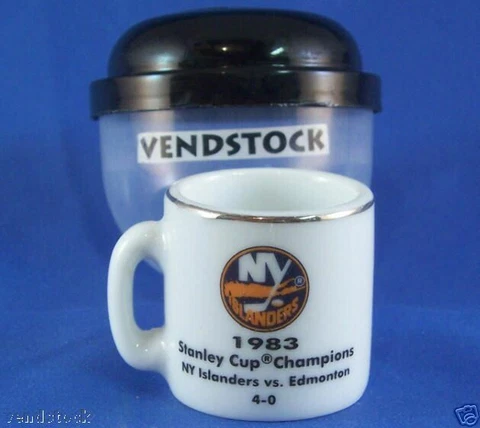 VENDSTOCK
NY
ISLANDERS
®
1983
Stanley Cup® Champions
NY Islanders vs. Edmonton
4-0
vendstock